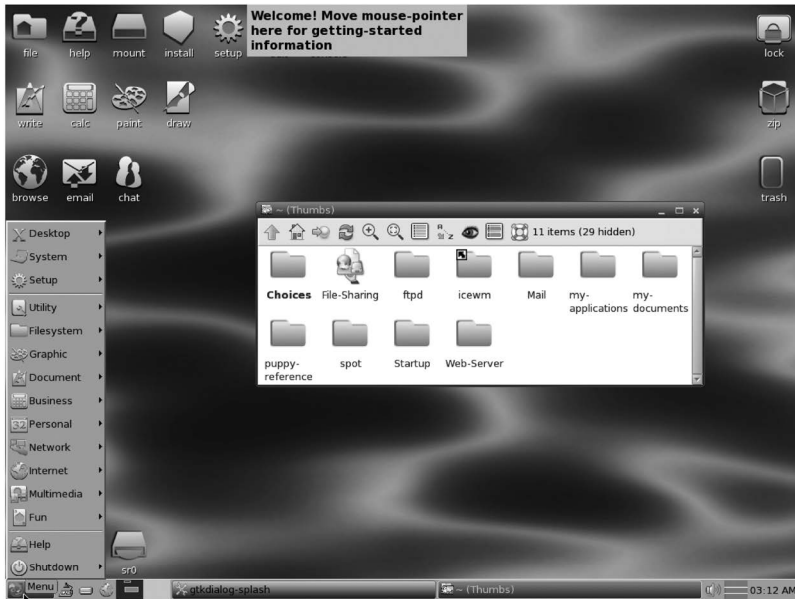 Welcome! Move mouse-pointer
here for getting-started
information
file
help
mount
install
setup
lock
write
calc
paint
draw
zip
browse
email
chat
trash
~ (Thumbs)
11 items (29 hidden)
Choices
File-Sharing
ftpd
icewm
Mail
my-
applications
my-
documents
puppy-
reference
spot
Startup
Web-Server
Desktop
System
Setup
Utility
Filesystem
Graphic
Document
Business
Personal
Network
Internet
Multimedia
Fun
Help
Shutdown
sr0
Menu
gtkdialog-splash
~ (Thumbs)
03:12 AM